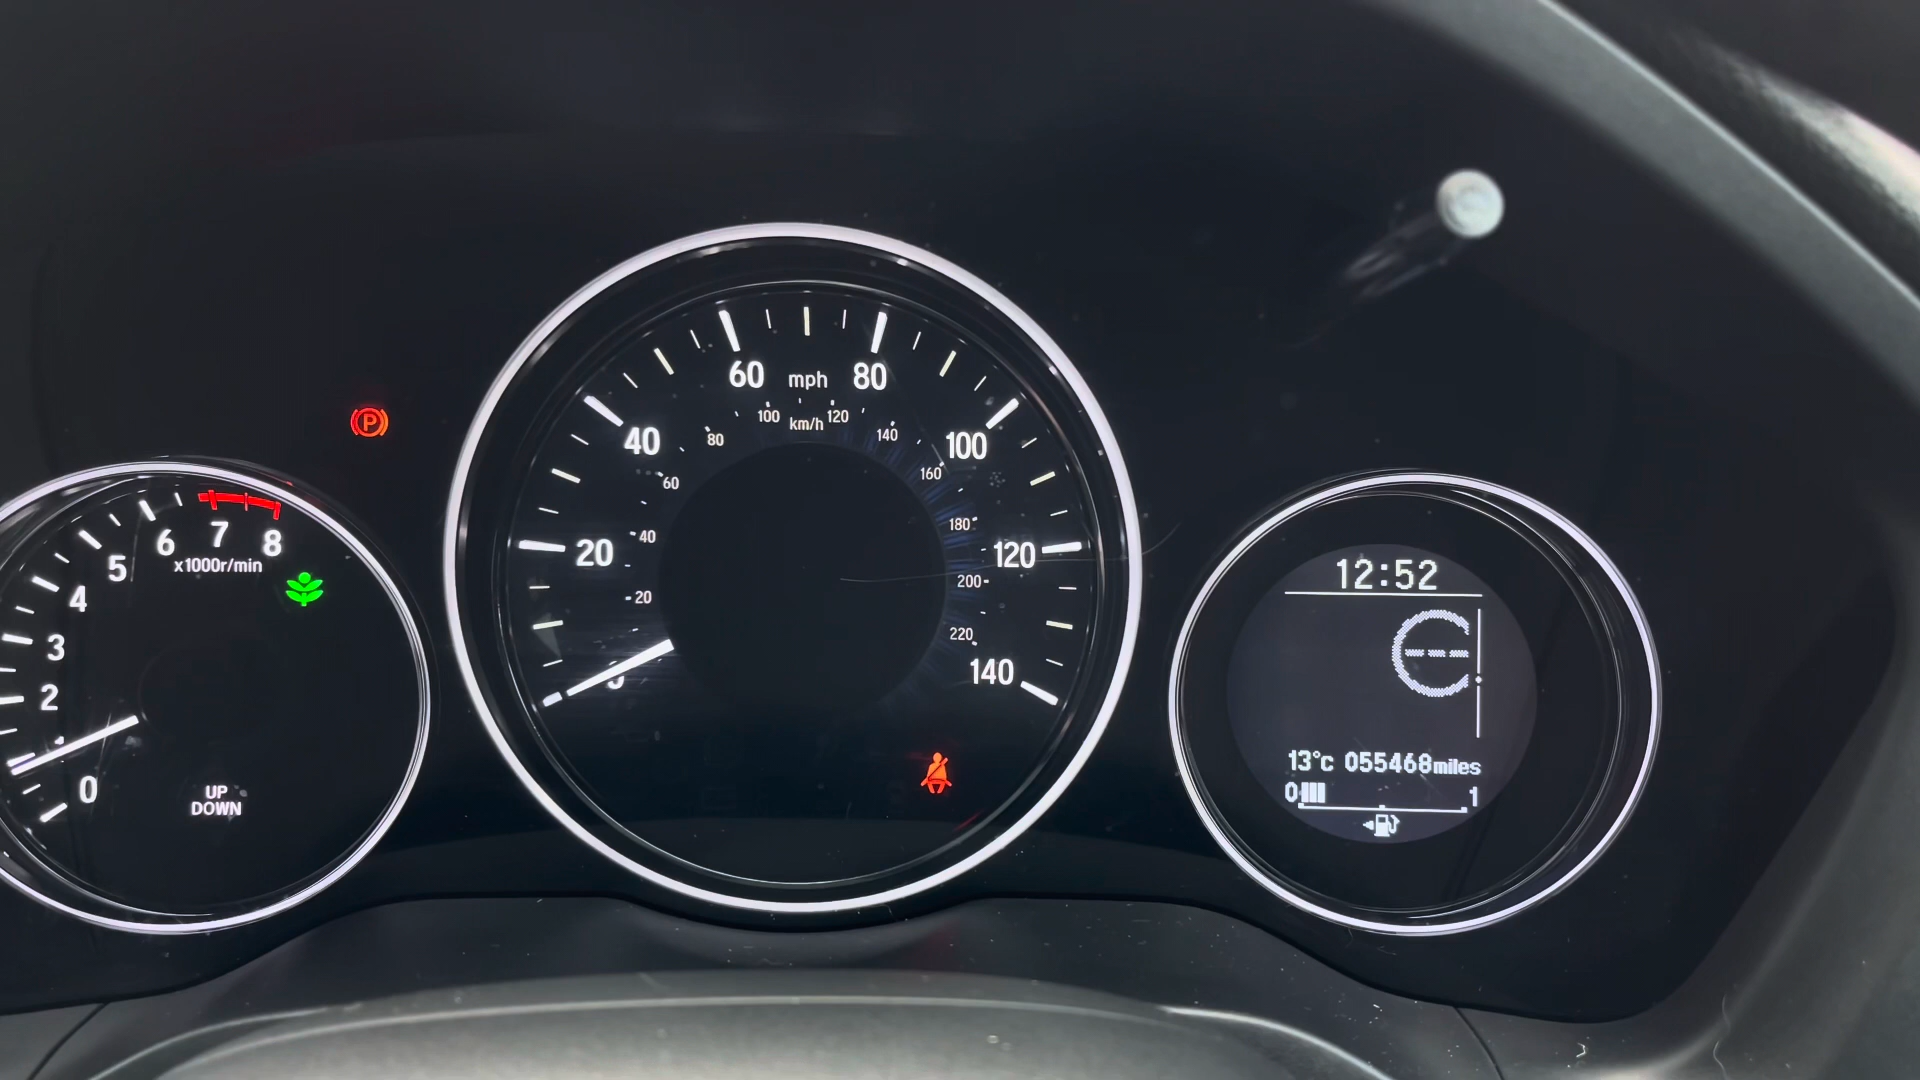 60 mph 80
100 km/h 120
80 140
40 100
60 160
40 180
20 120
200
20 220
140
P
6 7 8
x1000r/min
5
4
3
2
1
0
UP
DOWN
12:52
---
13°c 055468miles
0 1